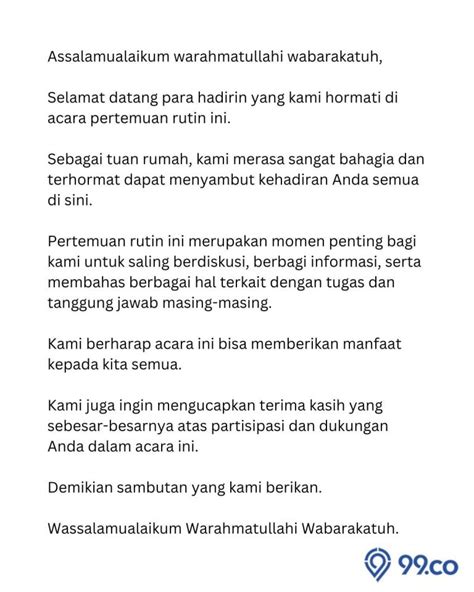 Assalamualaikum warahmatullahi wabarakatuh,
Selamat datang para hadirin yang kami hormati di
acara pertemuan rutin ini.
Sebagai tuan rumah, kami merasa sangat bahagia dan
terhormat dapat menyambut kehadiran Anda semua
di sini.
Pertemuan rutin ini merupakan momen penting bagi
kami untuk saling berdiskusi, berbagi informasi, serta
membahas berbagai hal terkait dengan tugas dan
tanggung jawab masing-masing.
Kami berharap acara ini bisa memberikan manfaat
kepada kita semua.
Kami juga ingin mengucapkan terima kasih yang
sebesar-besarnya atas partisipasi dan dukungan
Anda dalam acara ini.
Demikian sambutan yang kami berikan.
Wassalamualaikum Warahmatullahi Wabarakatuh.
99.co